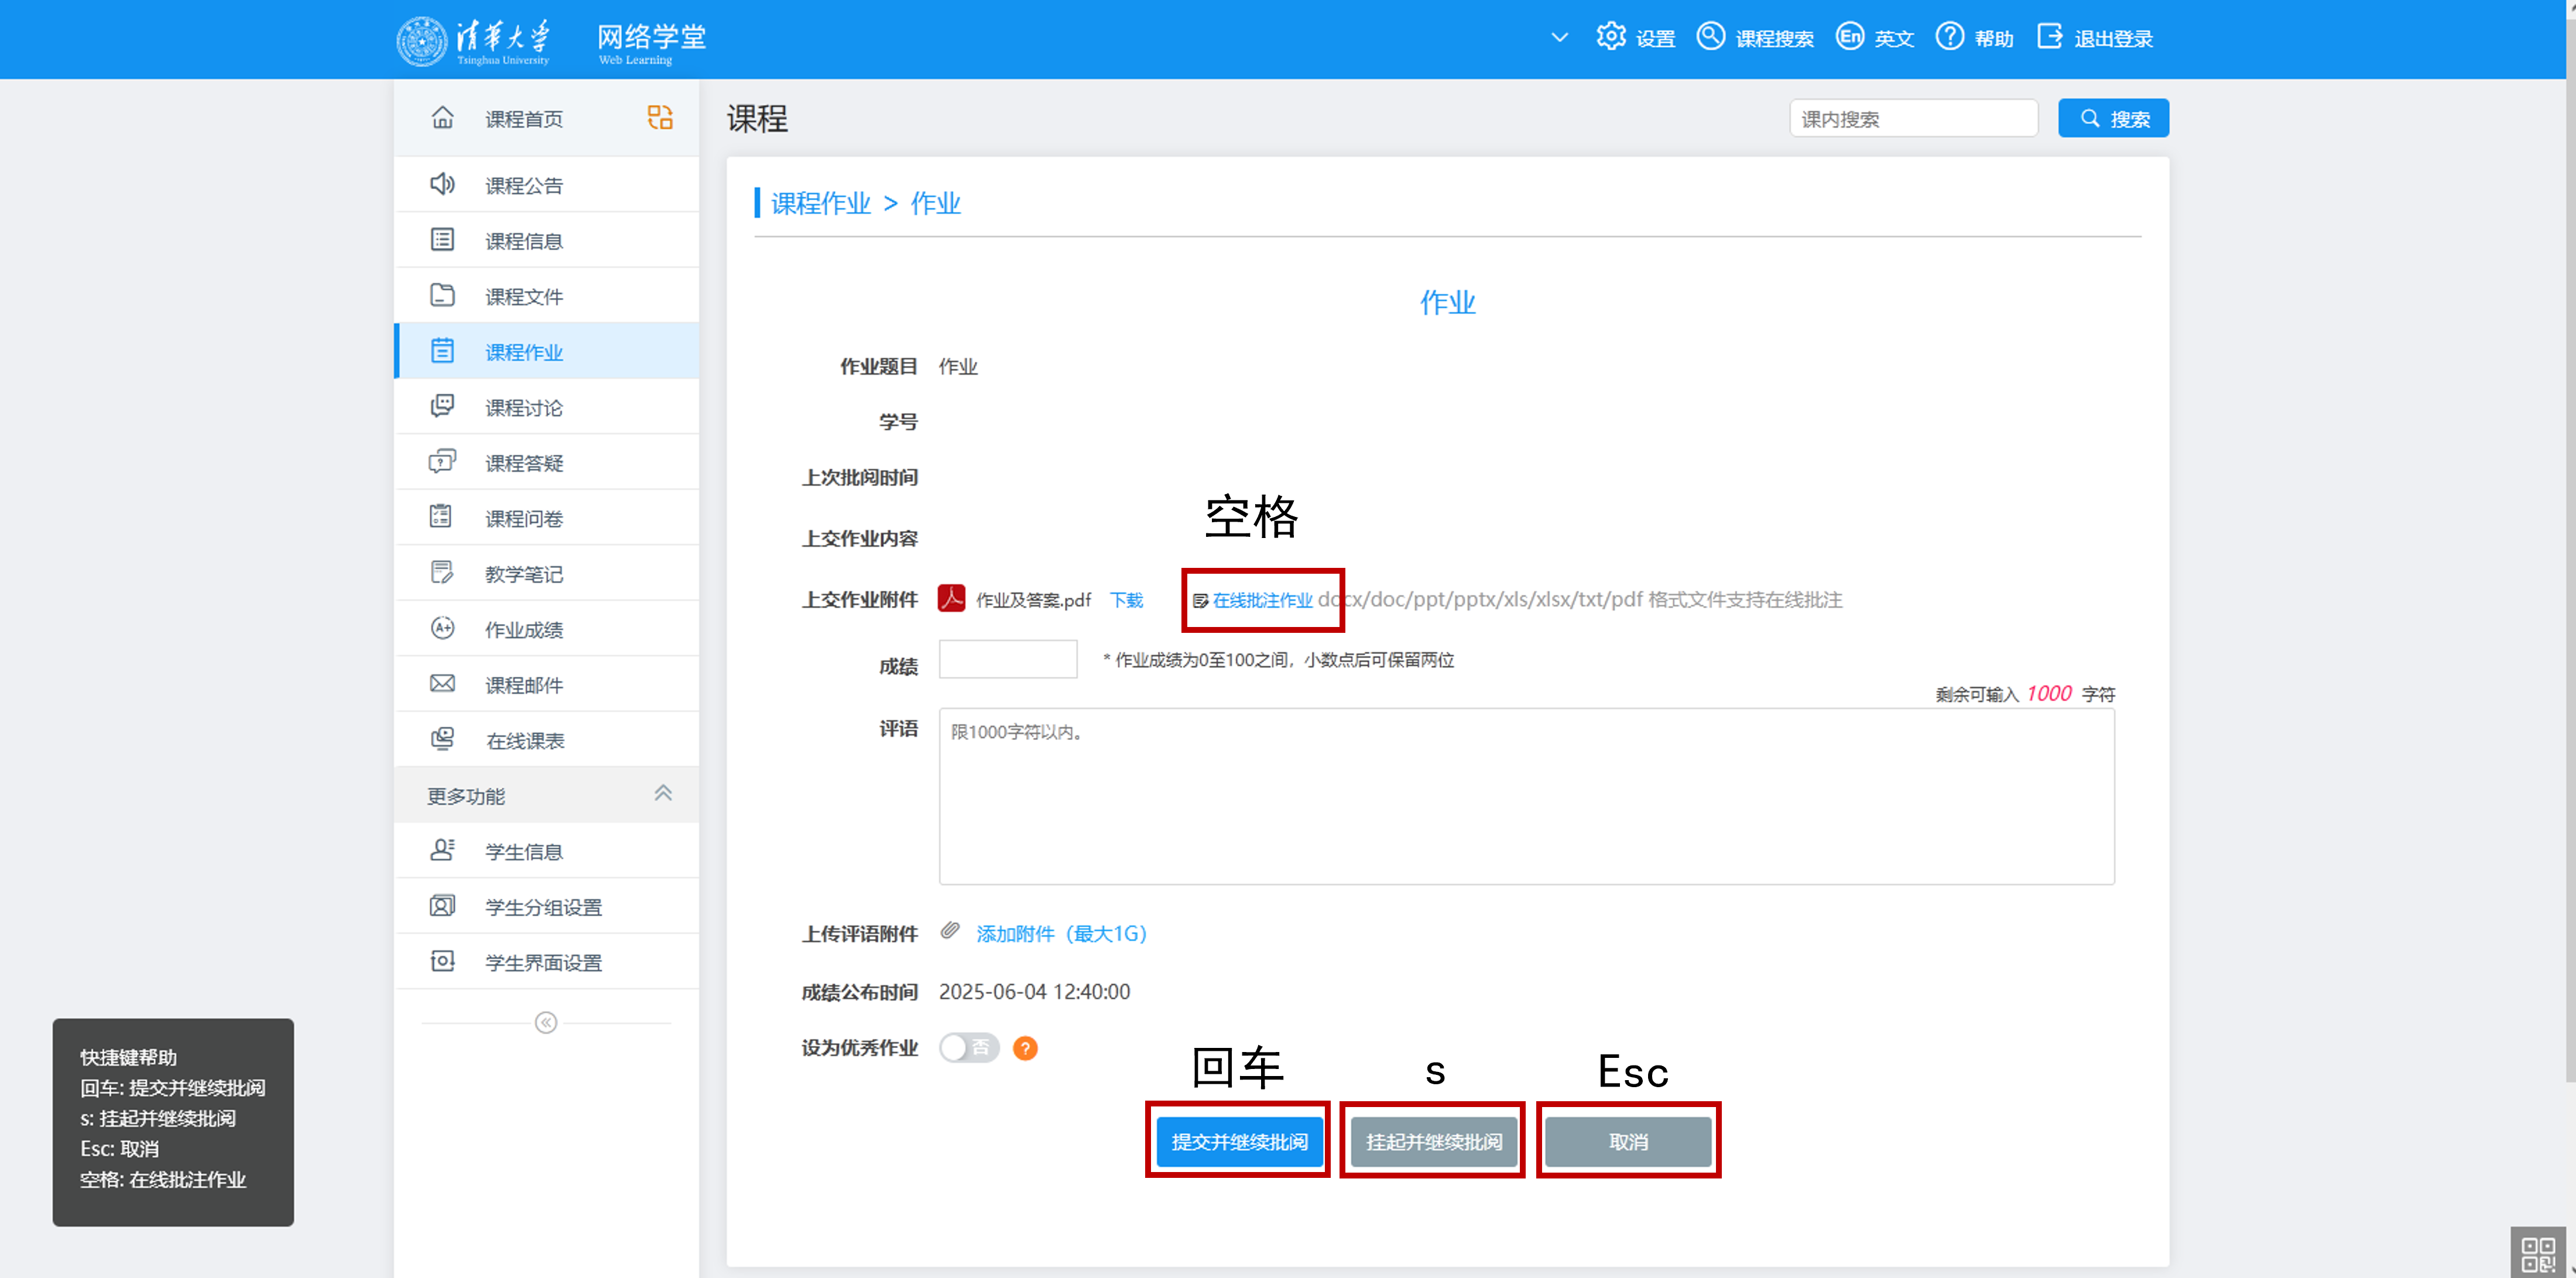 清华大学
Tsinghua University
网络学堂
Web Learning
设置
课程搜索
En 英文
帮助
退出登录
课程首页
课程公告
课程信息
课程文件
课程作业
课程讨论
课程答疑
课程问卷
教学笔记
作业成绩
课程邮件
在线课表
更多功能
学生信息
学生分组设置
学生界面设置
课程
课内搜索
搜索
课程作业 > 作业
作业
作业题目 作业
学号
上次批阅时间
空格
上交作业内容
上交作业附件 作业及答案.pdf 下载 在线批注作业 docx/doc/ppt/pptx/xls/xlsx/txt/pdf 格式文件支持在线批注
成绩 * 作业成绩为0至100之间，小数点后可保留两位
剩余可输入 1000 字符
评语 限1000字符以内。
上传评语附件 添加附件（最大1G）
成绩公布时间 2025-06-04 12:40:00
设为优秀作业 否 ?
回车 s Esc
提交并继续批阅 挂起并继续批阅 取消
快捷键帮助
回车: 提交并继续批阅
s: 挂起并继续批阅
Esc: 取消
空格: 在线批注作业